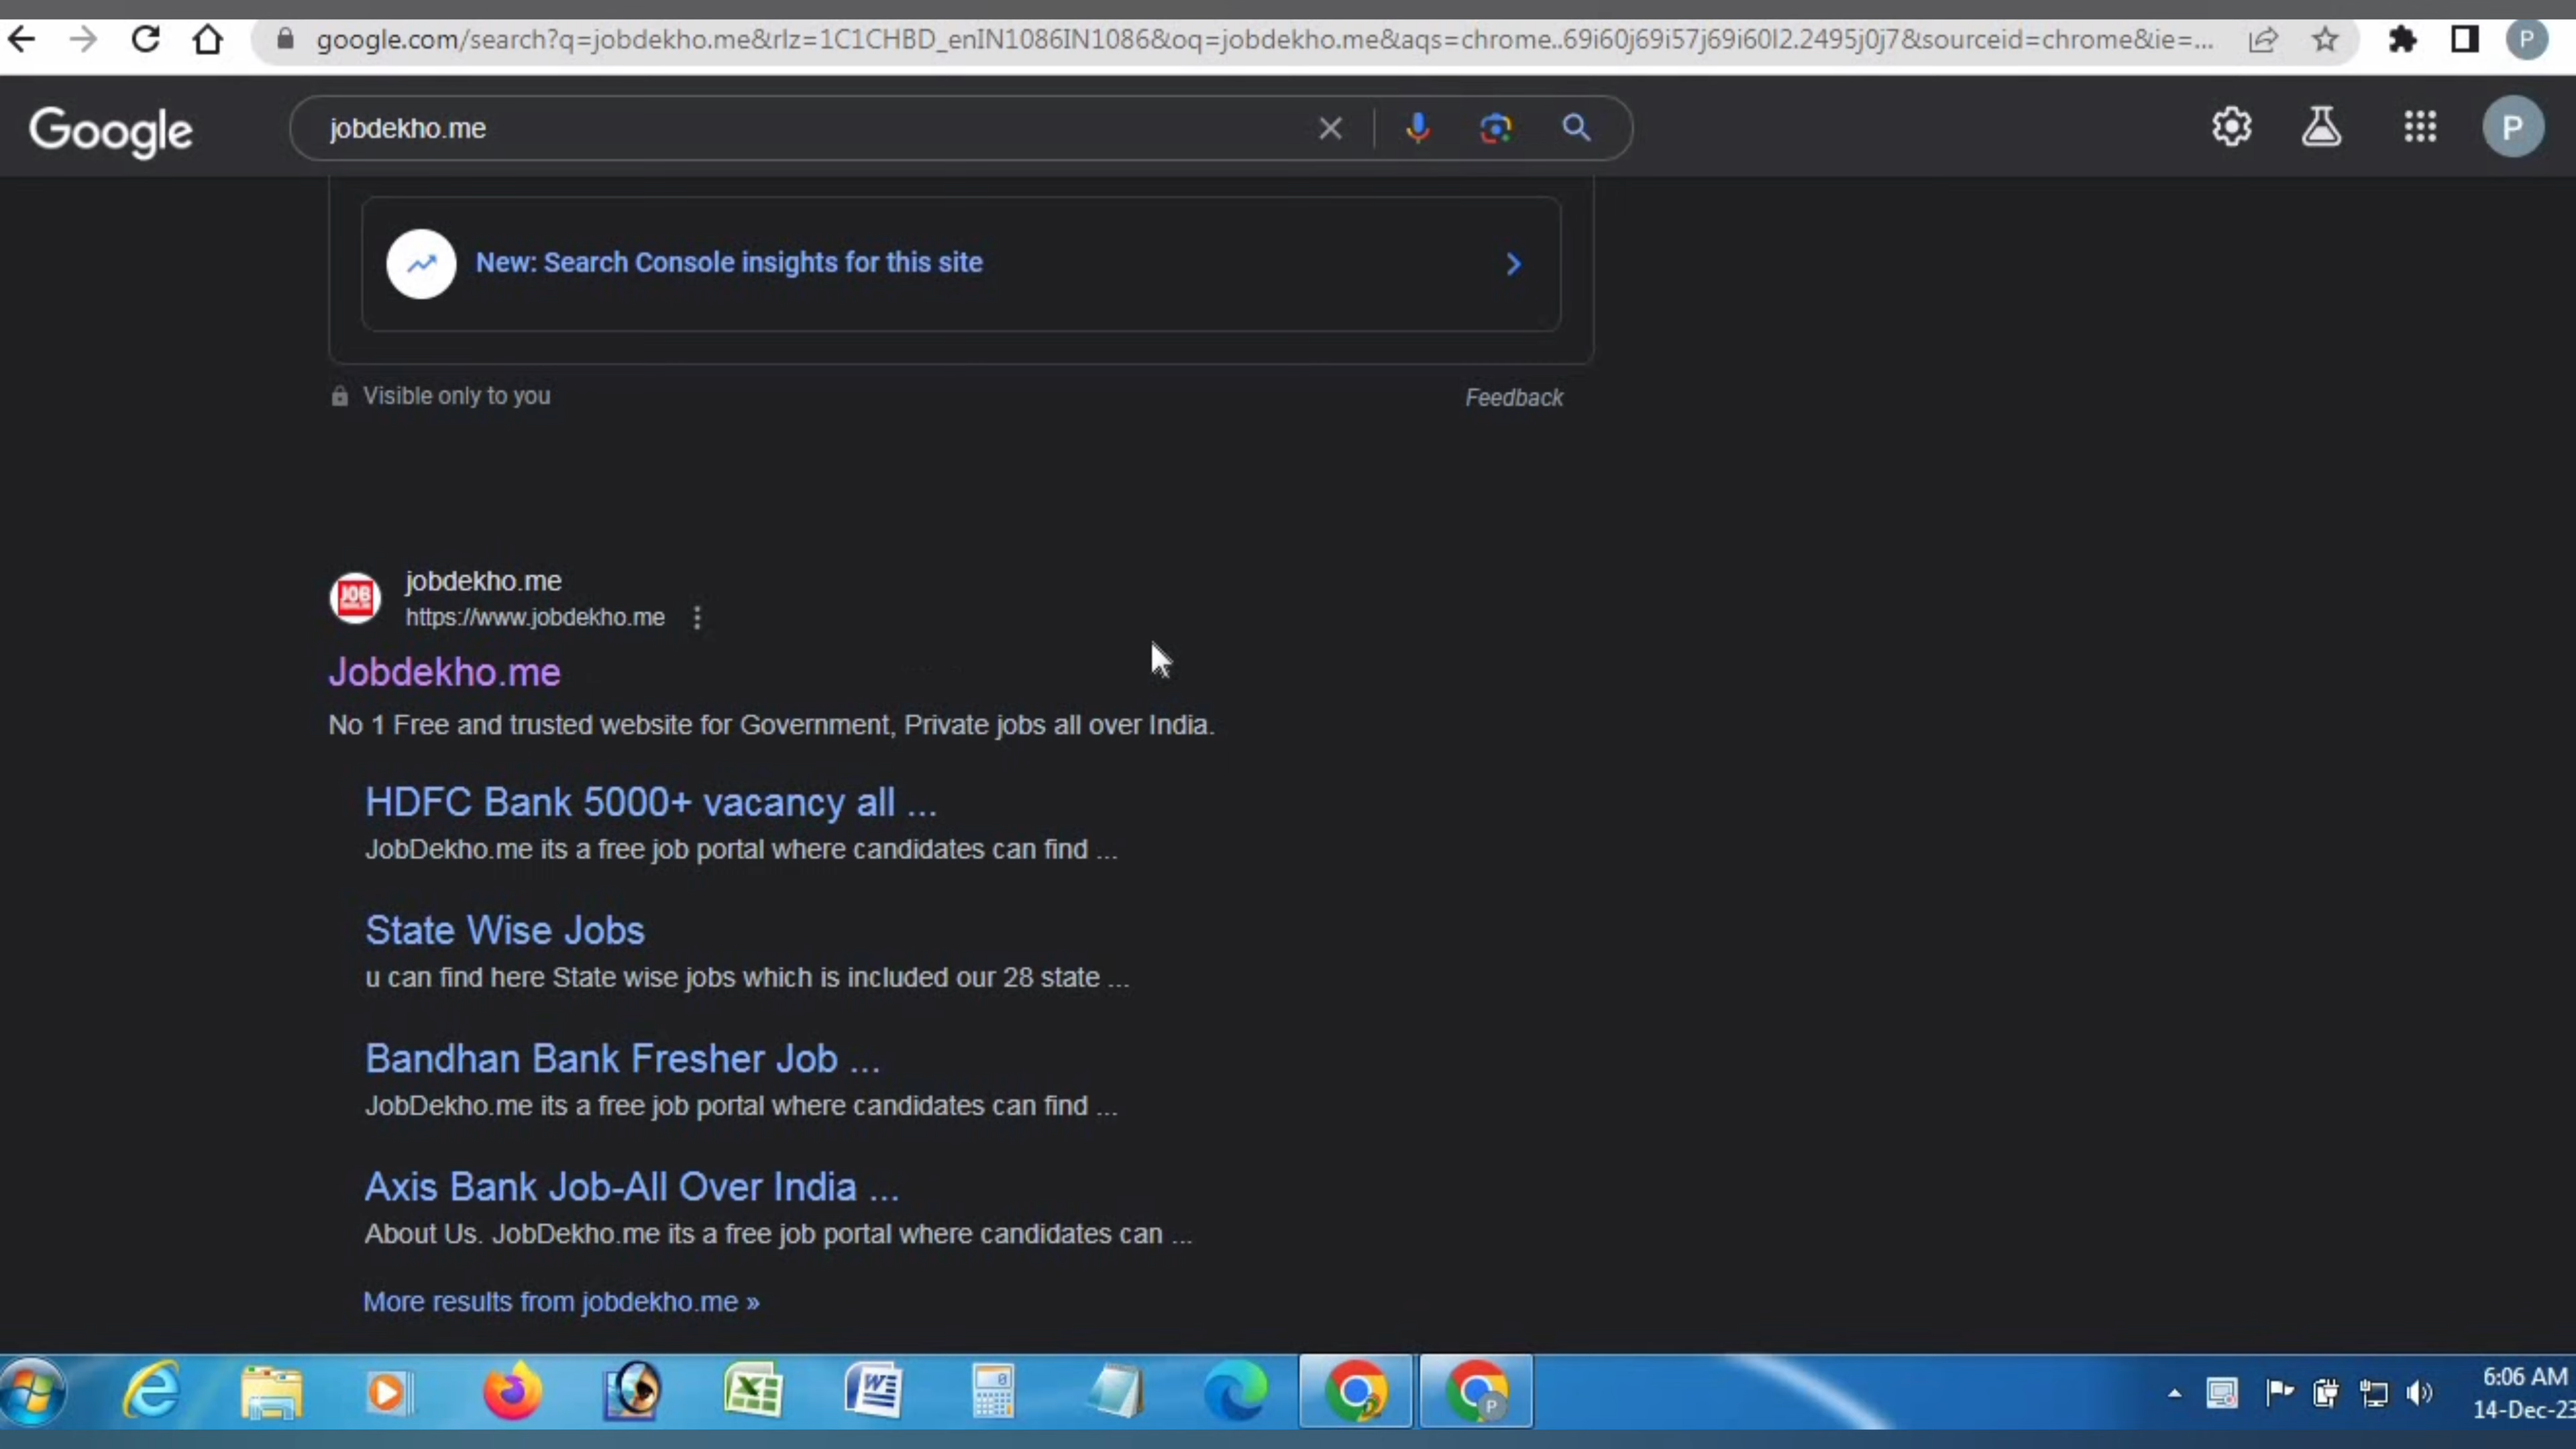 google.com/search?q=jobdekho.me&rlz=1C1CHBD_enIN1086IN1086&oq=jobdekho.me&aqs=chrome..69i60j69i57j69i60l2.2495j0j7&sourceid=chrome&ie=...
P
Google
jobdekho.me
P
New: Search Console insights for this site
Visible only to you
Feedback
JOB
jobdekho.me
https://www.jobdekho.me
Jobdekho.me
No 1 Free and trusted website for Government, Private jobs all over India.
HDFC Bank 5000+ vacancy all ...
JobDekho.me its a free job portal where candidates can find ...
State Wise Jobs
u can find here State wise jobs which is included our 28 state ...
Bandhan Bank Fresher Job ...
JobDekho.me its a free job portal where candidates can find ...
Axis Bank Job-All Over India ...
About Us. JobDekho.me its a free job portal where candidates can ...
More results from jobdekho.me »
P
6:06 AM
14-Dec-23